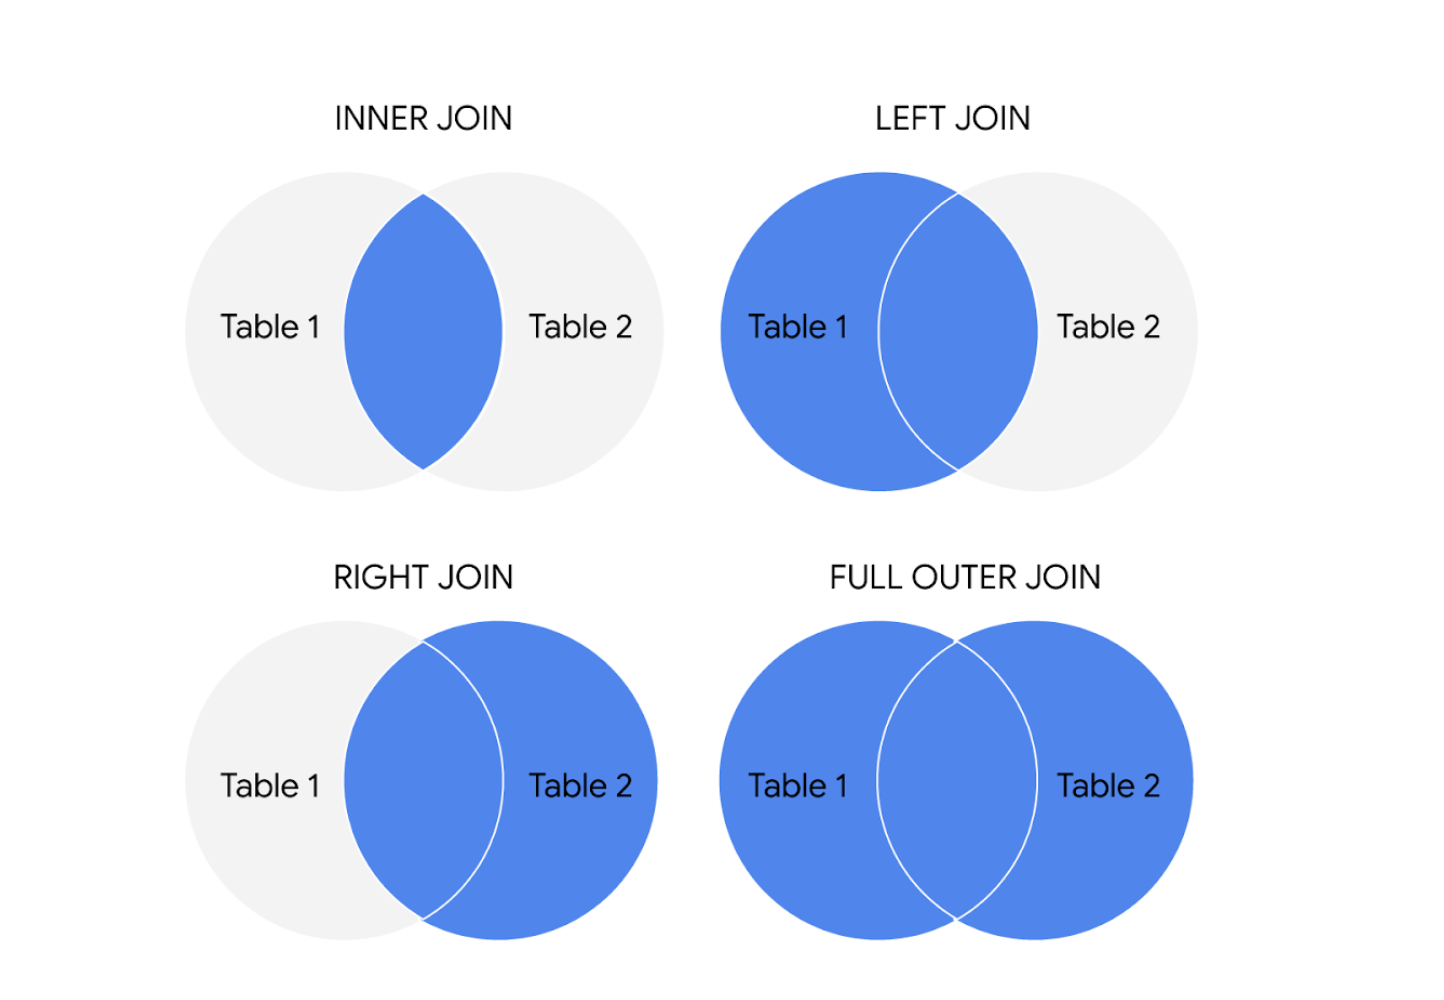 INNER JOIN
LEFT JOIN
Table 1
Table 2
Table 1
Table 2
RIGHT JOIN
FULL OUTER JOIN
Table 1
Table 2
Table 1
Table 2